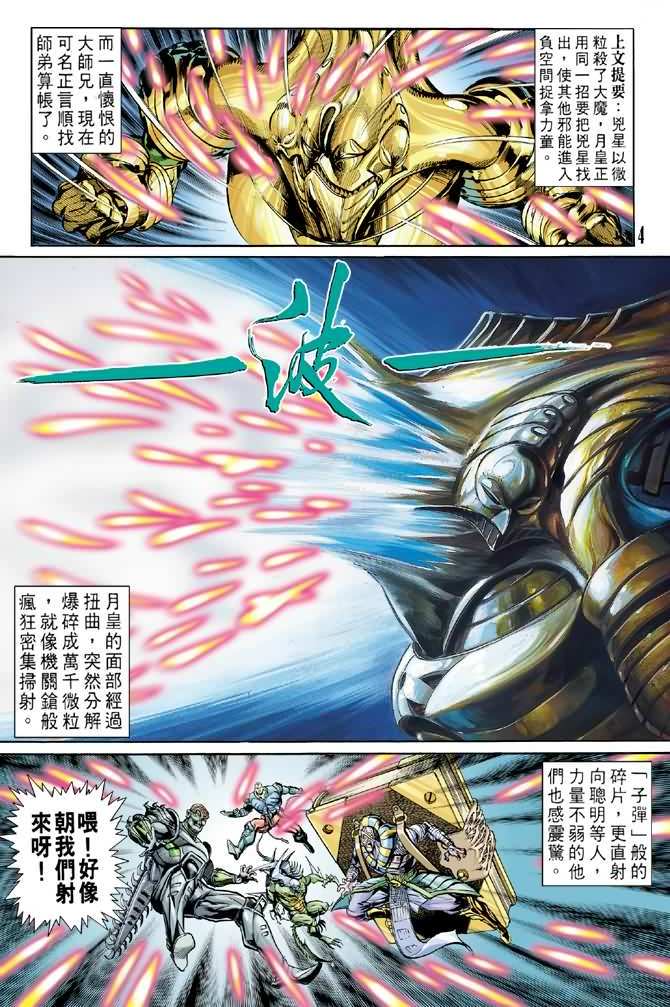 上文提要：兇星以微
粒殺了大魔，月皇正
用同一招要把兇星找
出，使其他邪能進入
負空間捉拿力童。
而一直懷恨的
大師兄，現在
可名正言順找
師弟算帳了。
4
一波一
月皇的面部經過
扭曲，突然分解
爆碎成萬千微粒
，就像機關鎗般
瘋狂密集掃射。
「子彈」般的
碎片，更直射
向聰明等人，
力量不弱的他
們也感震驚。
喂！好像
朝我們射
來呀！